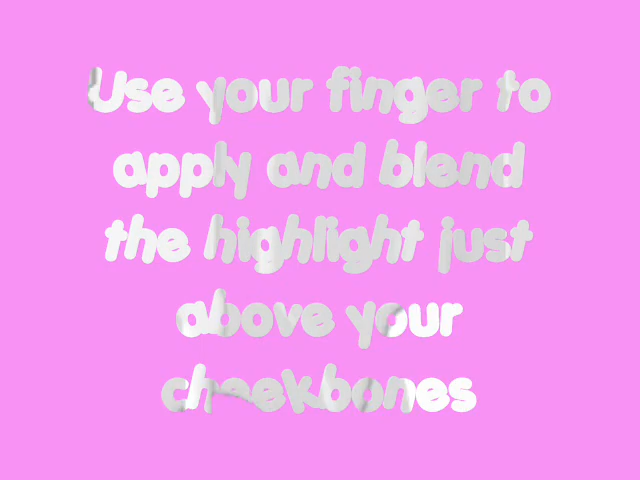 Use your finger to
apply and blend
the highlight just
above your
cheekbones